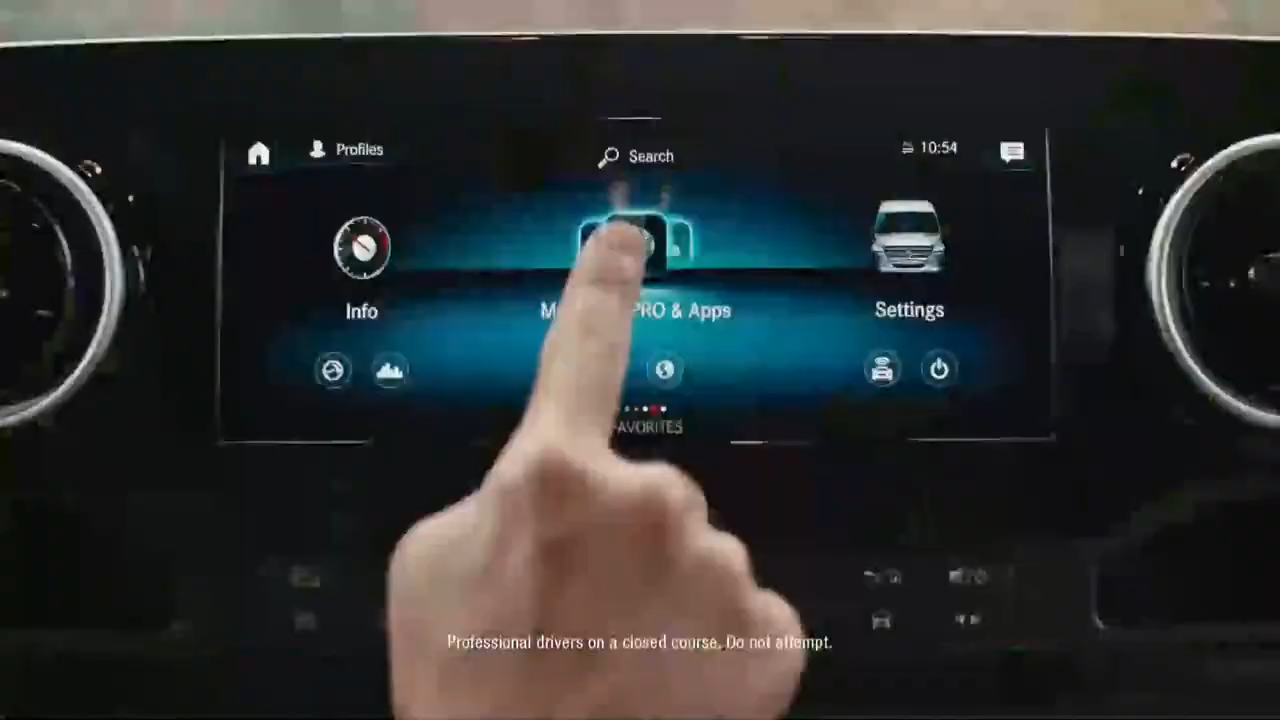 Profiles
Search
10:54
Info
PRO & Apps
Settings
AVORITES
Professional drivers on a closed course. Do not attempt.